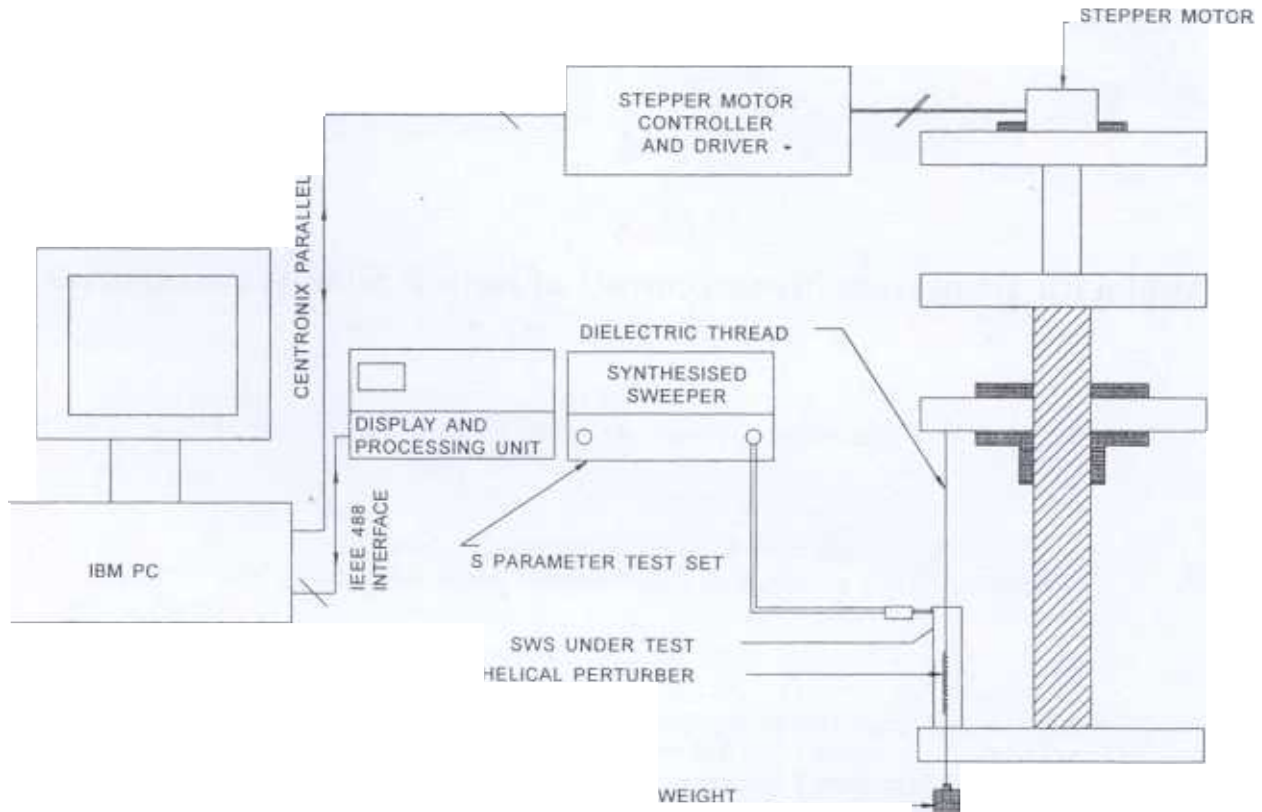 STEPPER MOTOR
STEPPER MOTOR
CONTROLLER
AND DRIVER
CENTRONIX PARALLEL
DIELECTRIC THREAD
SYNTHESISED
SWEEPER
DISPLAY AND
PROCESSING UNIT
IEEE 488
INTERFACE
S PARAMETER TEST SET
IBM PC
SWS UNDER TEST
HELICAL PERTURBER
WEIGHT